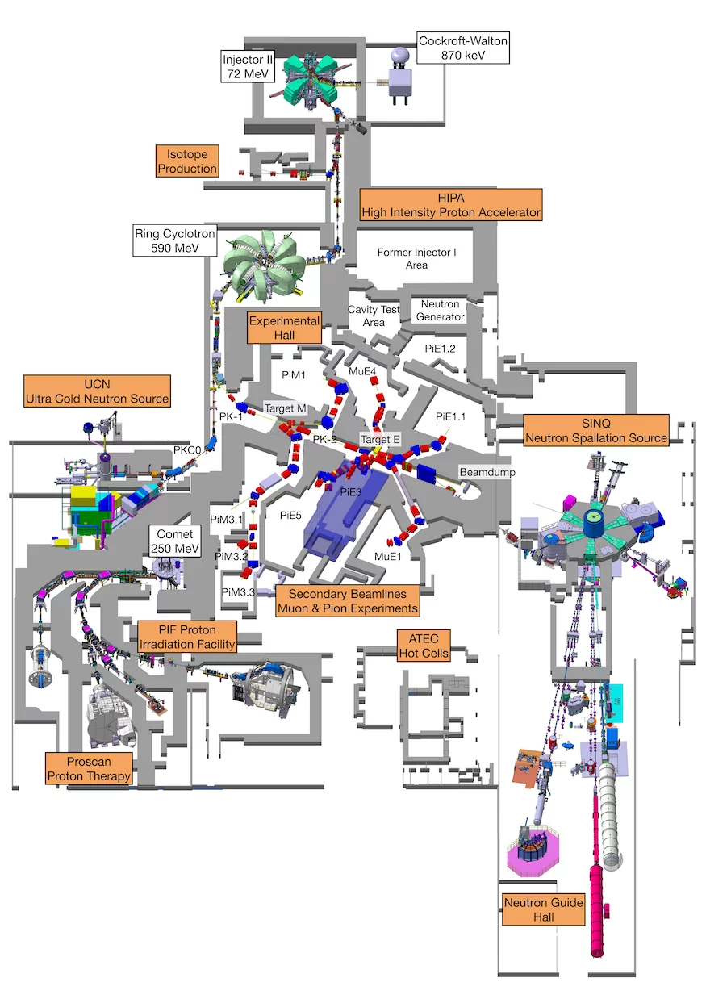 Cockroft-Walton
870 keV
Injector II
72 MeV
Isotope
Production
HIPA
High Intensity Proton Accelerator
Ring Cyclotron
590 MeV
Former Injector I
Area
Cavity Test
Area
Neutron
Generator
Experimental
Hall
PiE1.2
PiM1
MuE4
UCN
Ultra Cold Neutron Source
Target M
PK-1
PiE1.1
SINQ
Neutron Spallation Source
PK-2
Target E
PKC0
Beamdump
PiE3
PiM3.1
PiE5
Comet
250 MeV
PiM3.2
MuE1
PiM3.3
Secondary Beamlines
Muon & Pion Experiments
PIF Proton
Irradiation Facility
ATEC
Hot Cells
Proscan
Proton Therapy
Neutron Guide
Hall